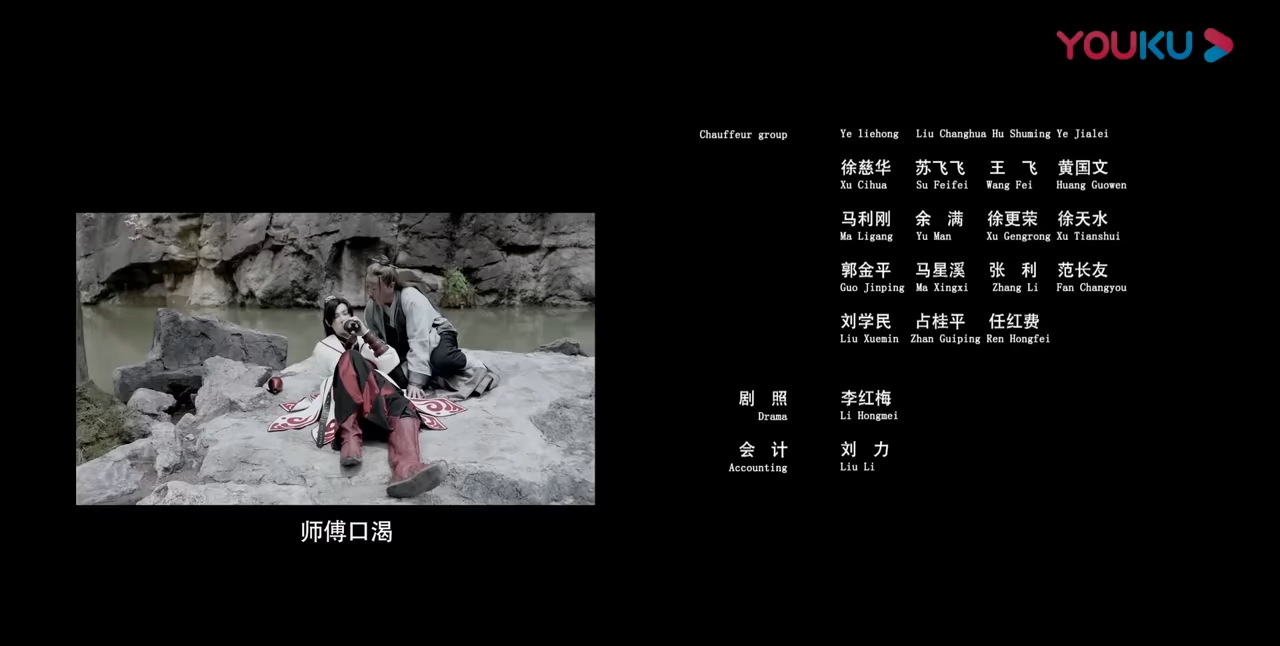 YOUKU
Chauffeur group Ye liehong Liu Changhua Hu Shuming Ye Jialei
徐慈华 苏飞飞 王 飞 黄国文
Xu Cihua Su Feifei Wang Fei Huang Guowen
马利刚 余 满 徐更荣 徐天水
Ma Ligang Yu Man Xu Gengrong Xu Tianshui
郭金平 马星溪 张 利 范长友
Guo Jinping Ma Xingxi Zhang Li Fan Changyou
刘学民 占桂平 任红费
Liu Xuemin Zhan Guiping Ren Hongfei
剧 照 李红梅
Drama Li Hongmei
会 计 刘 力
Accounting Liu Li
师傅口渴